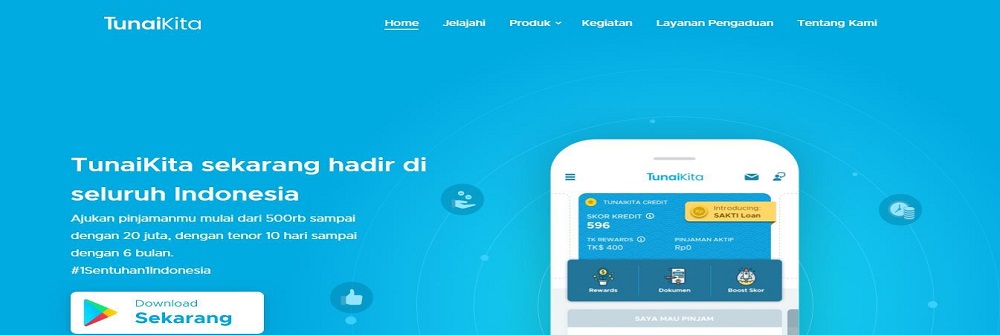 TunaiKita
Home Jelajahi Produk Kegiatan Layanan Pengaduan Tentang Kami
TunaiKita sekarang hadir di
seluruh Indonesia
Ajukan pinjamanmu mulai dari 500rb sampai
dengan 20 juta, dengan tenor 10 hari sampai
dengan 6 bulan.
#1Sentuhan1Indonesia
Download
Sekarang
TunaiKita
TUNAIKITA CREDIT
Introducing:
SAKTI Loan
SKOR KREDIT
596
TK REWARDS PINJAMAN AKTIF
TK$ 400 Rp0
Rewards Dokumen Boost Skor
SAYA MAU PINJAM